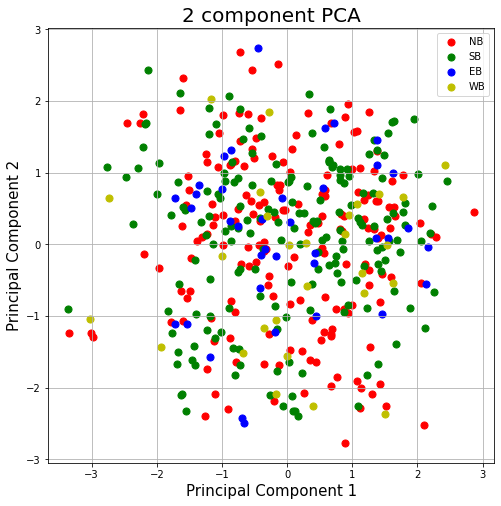 2 component PCA
NB
SB
EB
WB
Principal Component 2
3
2
1
0
−1
−2
−3
−3
−2
−1
0
1
2
3
Principal Component 1